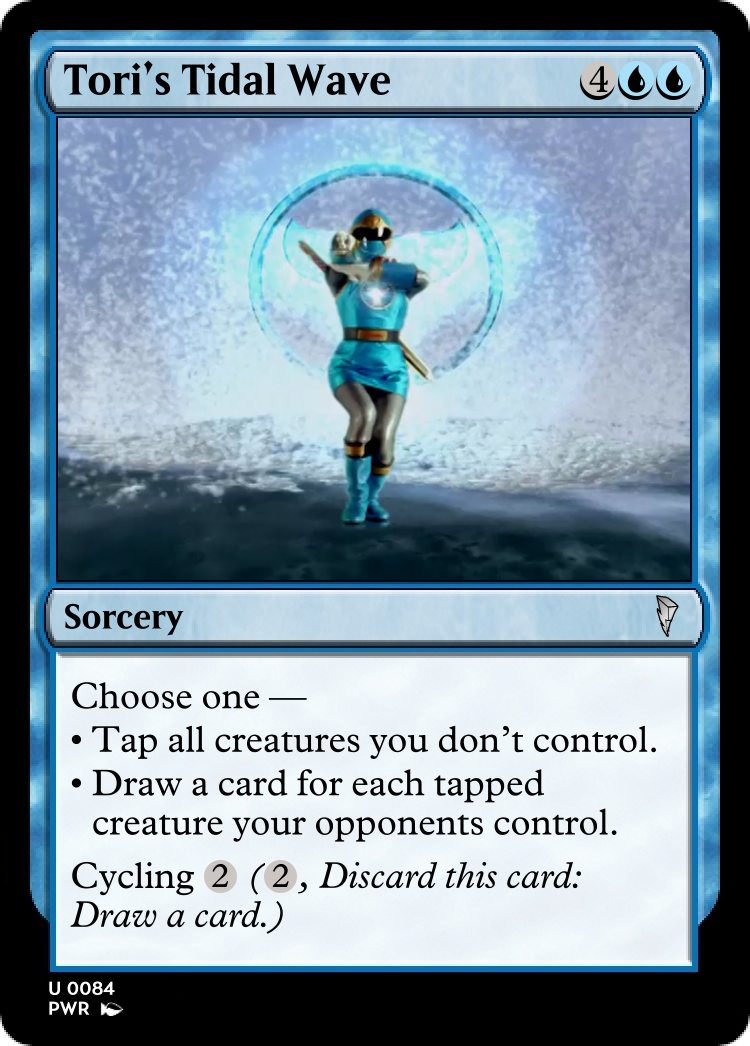 Tori's Tidal Wave 4
Sorcery
Choose one —
• Tap all creatures you don't control.
• Draw a card for each tapped
creature your opponents control.
Cycling 2 (2, Discard this card:
Draw a card.)
U 0084
PWR